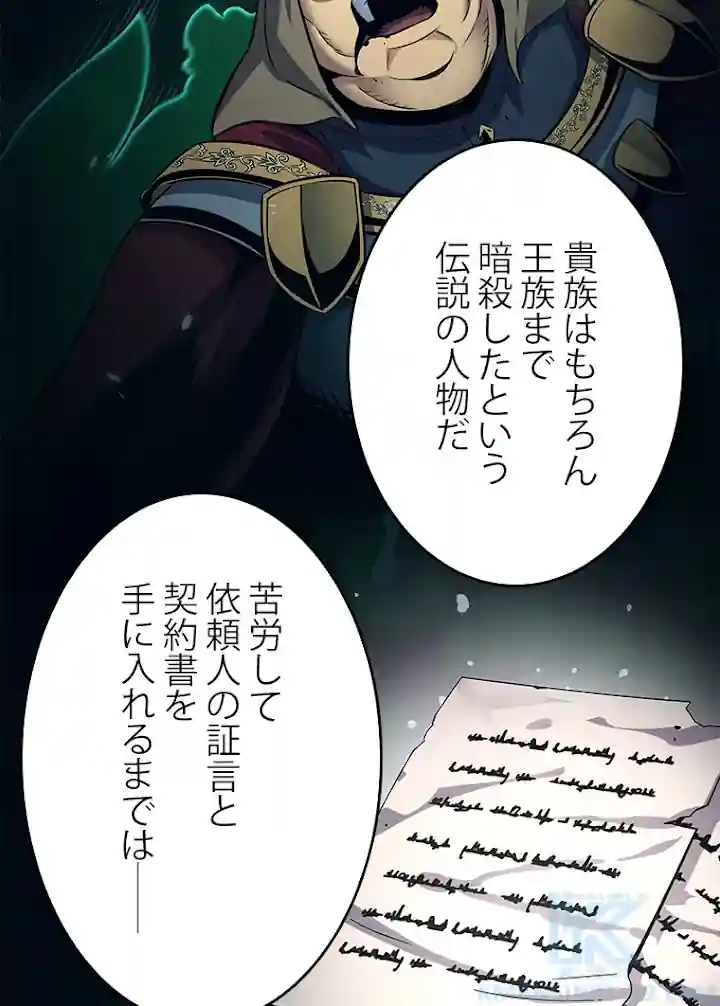 貴族はもちろん
王族まで
暗殺したという
伝説の人物だ
苦労して
依頼人の証言と
契約書を
手に入れるまでは──